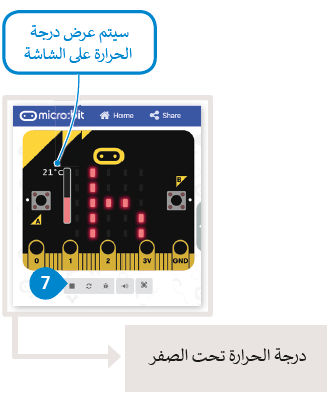 سيتم عرض درجة
الحرارة على الشاشة
micro:bit Home Share
21°C
A
B
0 1 2 3V GND
7
درجة الحرارة تحت الصفر